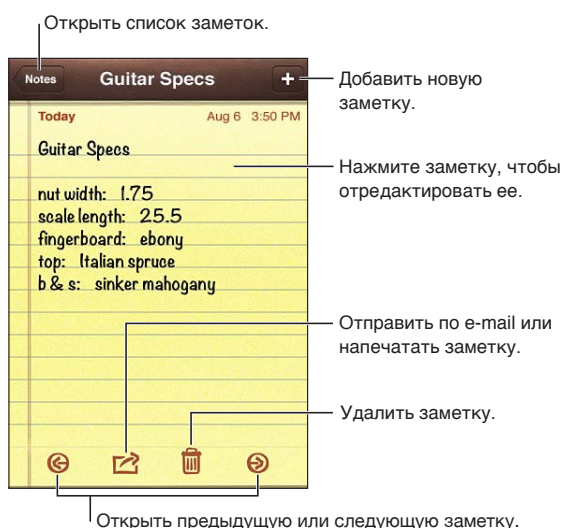 Открыть список заметок.
Notes
Guitar Specs
+
Добавить новую
заметку.
Today
Aug 6 3:50 PM
Guitar Specs
Нажмите заметку, чтобы
отредактировать ее.
nut width: 1.75
scale length: 25.5
fingerboard: ebony
top: Italian spruce
b & s: sinker mahogany
Отправить по e-mail или
напечатать заметку.
Удалить заметку.
Открыть предыдущую или следующую заметку.